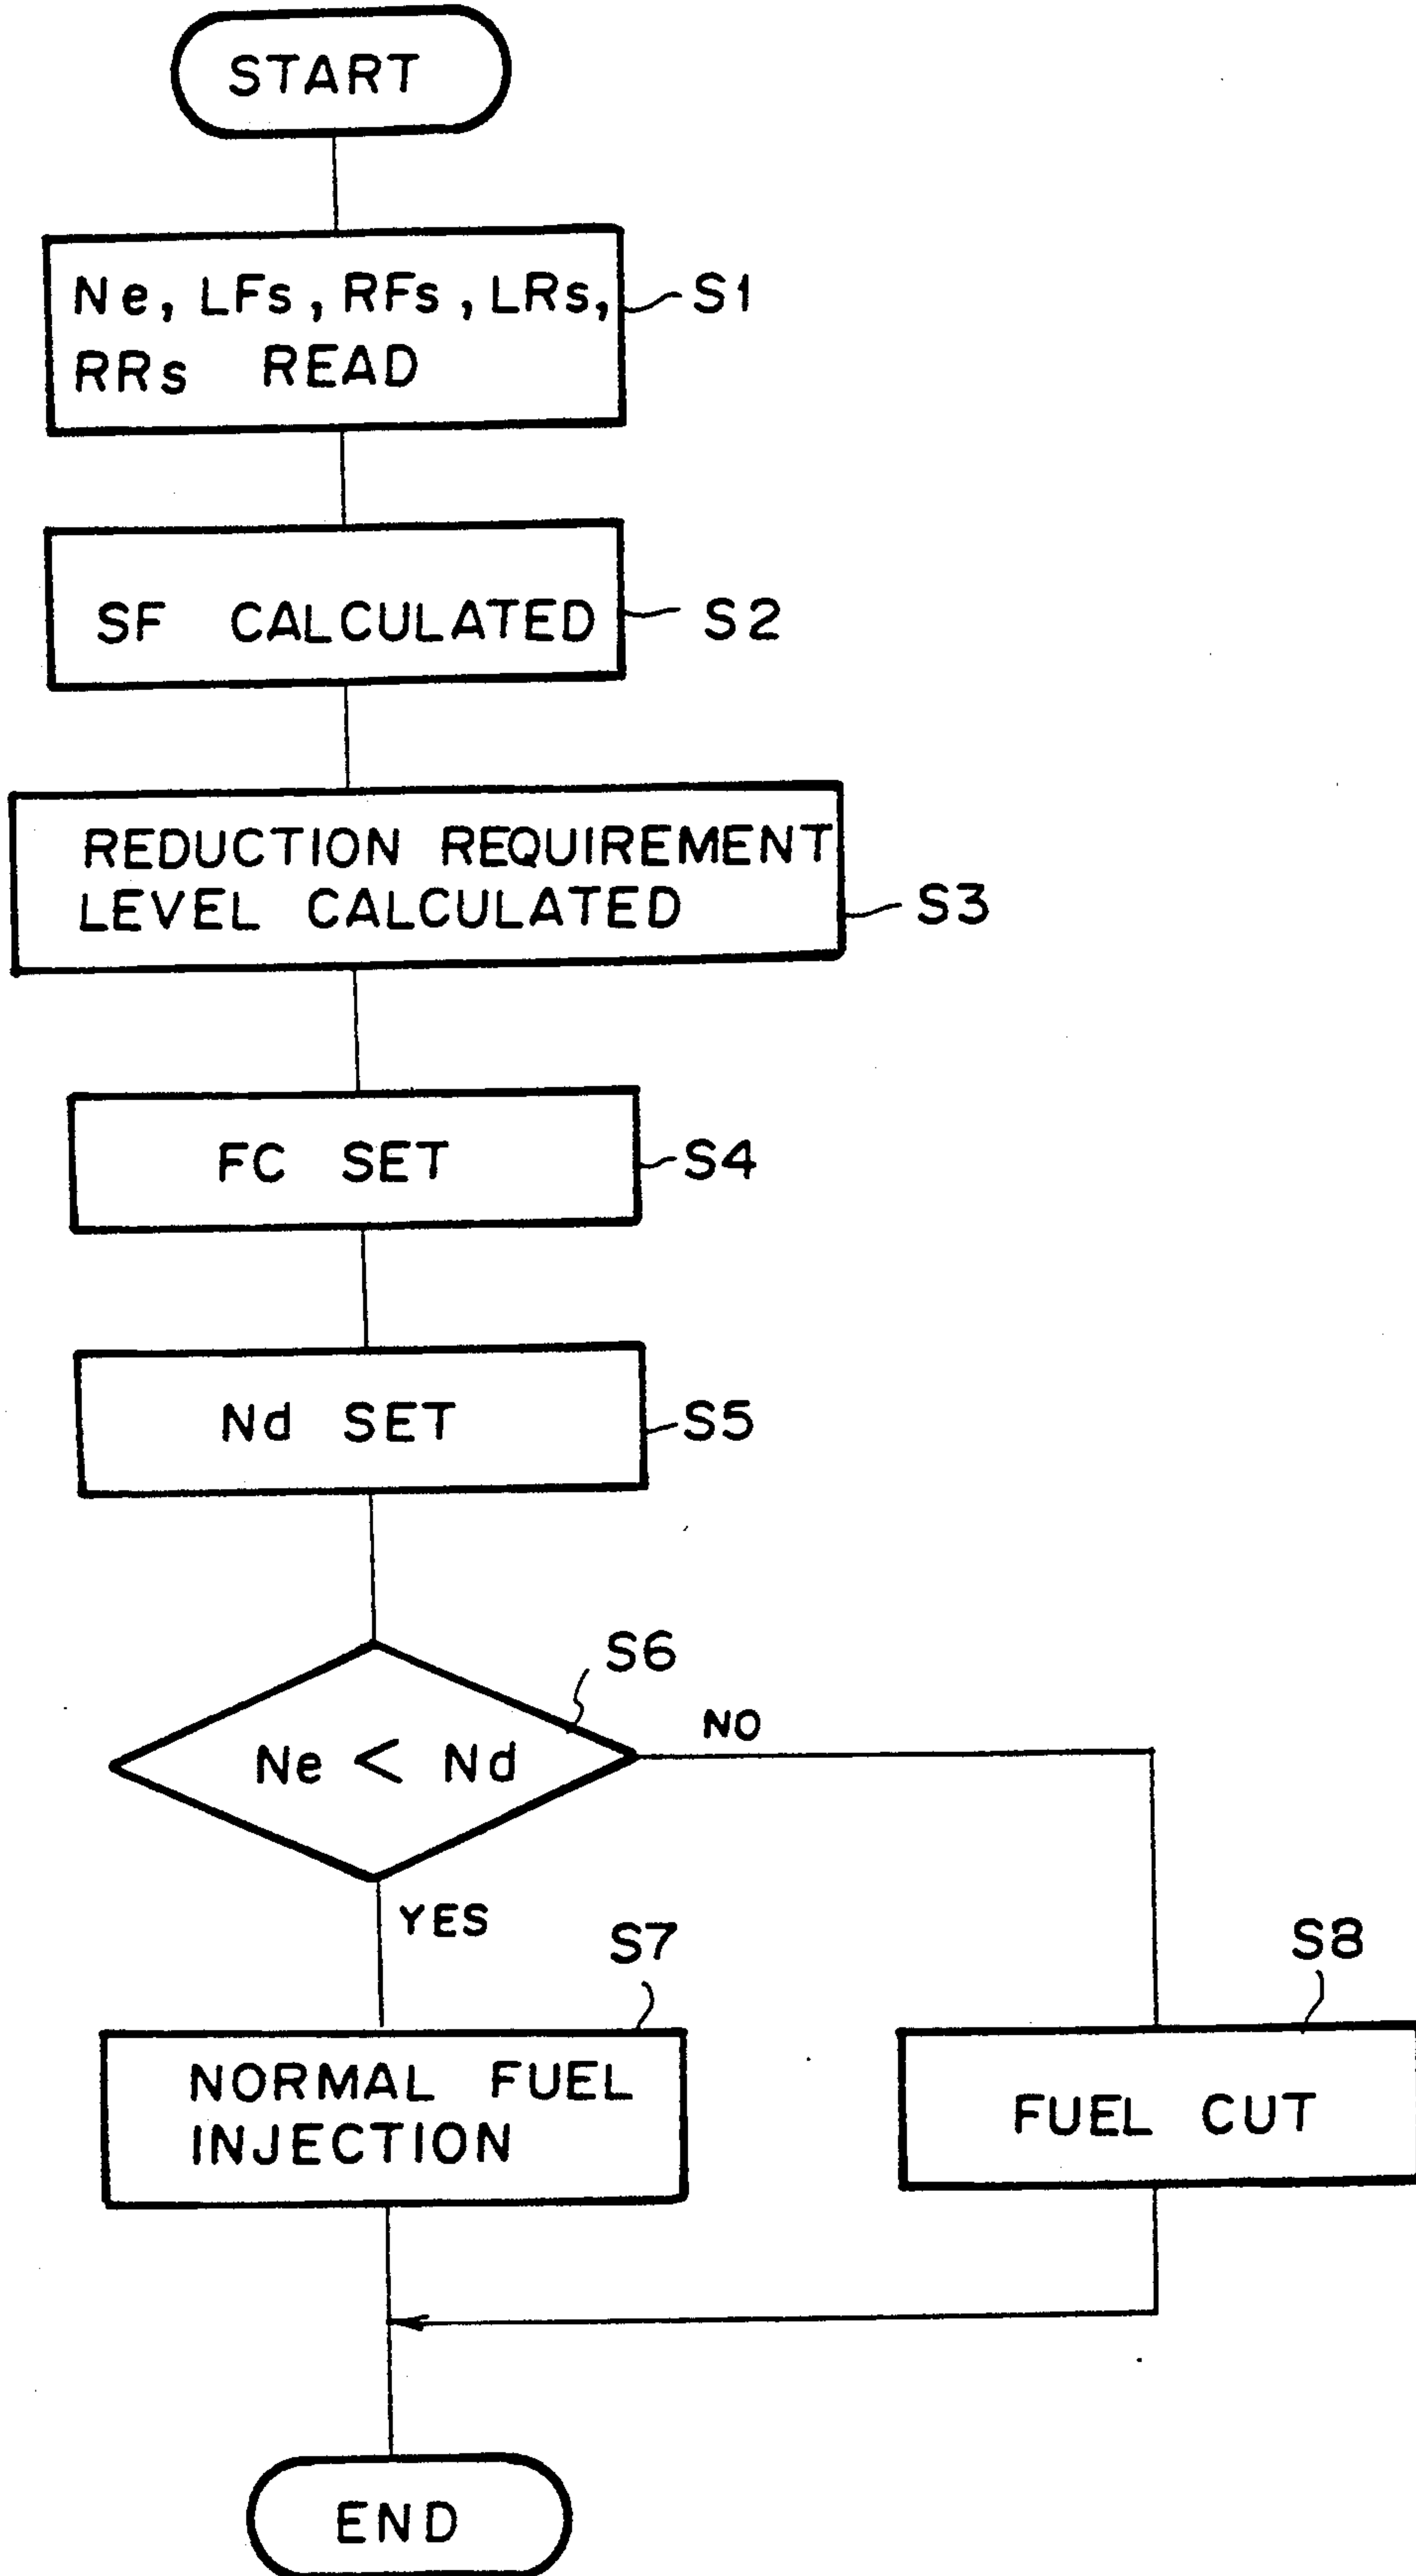 START
Ne, LFs, RFs, LRs,
RRs READ
S1
SF CALCULATED
S2
REDUCTION REQUIREMENT
LEVEL CALCULATED
S3
FC SET
S4
Nd SET
S5
S6
Ne < Nd
NO
YES
S7
NORMAL FUEL
INJECTION
S8
FUEL CUT
END